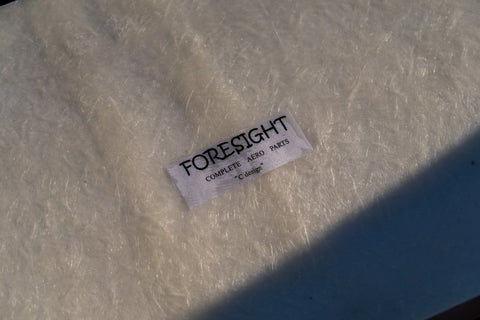 FORESIGHT
COMPLETE AERO PARTS
"C design"